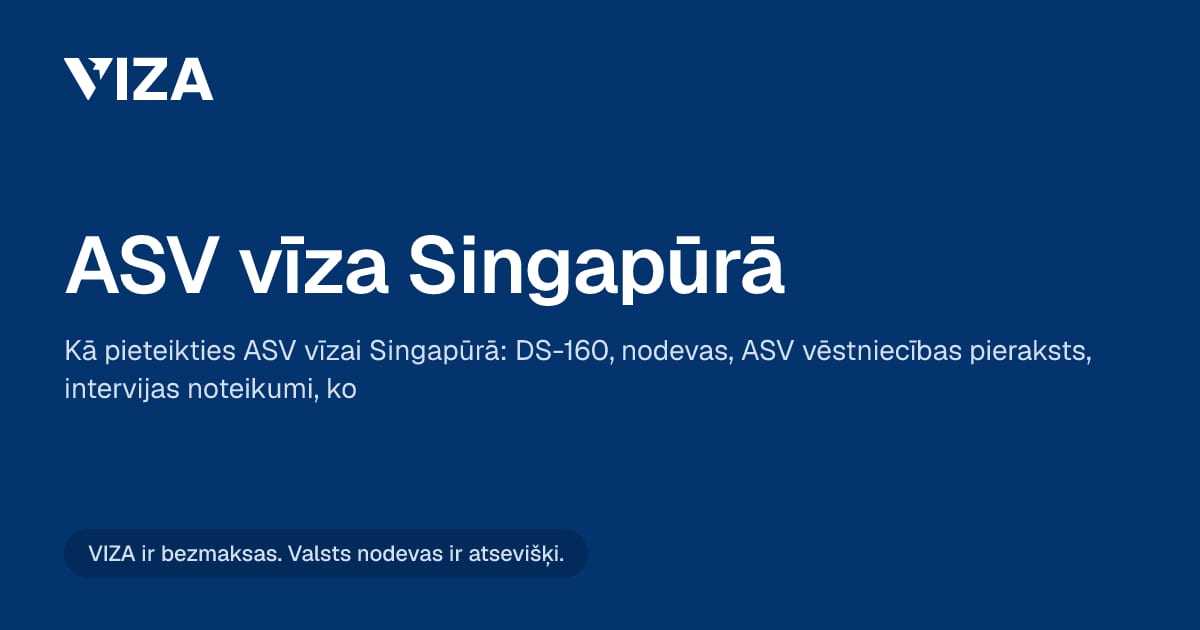 VIZA
ASV vīza Singapūrā
Kā pieteikties ASV vīzai Singapūrā: DS-160, nodevas, ASV vēstniecības pieraksts,
intervijas noteikumi, ko
VIZA ir bezmaksas. Valsts nodevas ir atsevišķi.